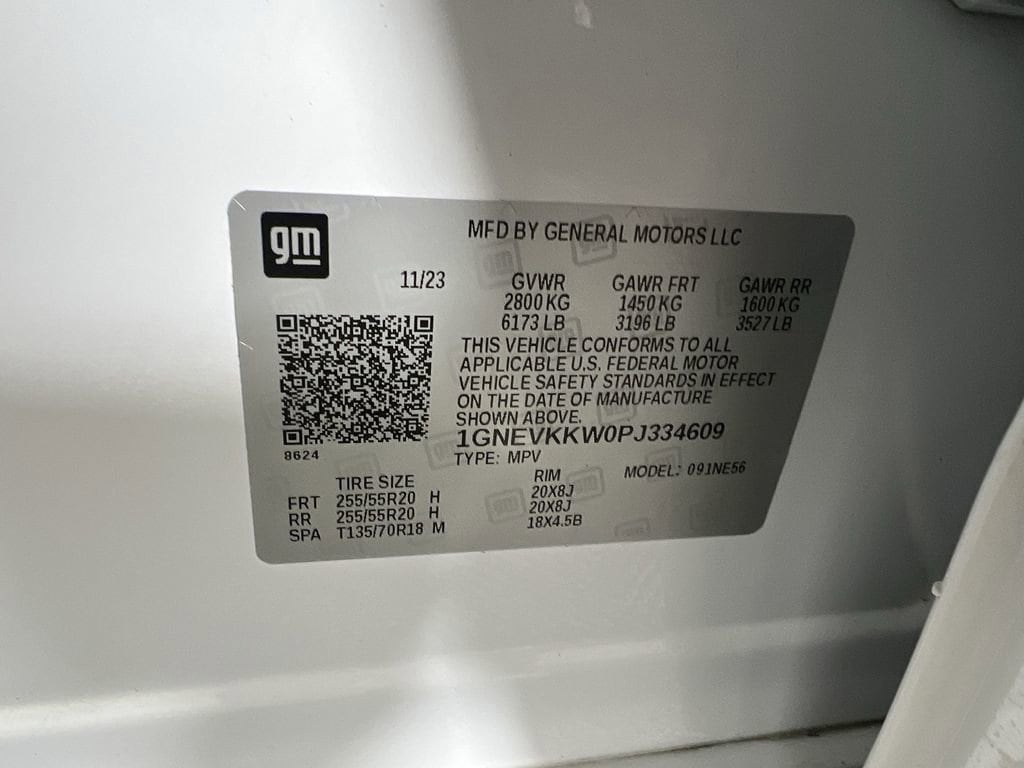 gm
MFD BY GENERAL MOTORS LLC
11/23 GVWR GAWR FRT GAWR RR
2800 KG 1450 KG 1600 KG
6173 LB 3196 LB 3527 LB
THIS VEHICLE CONFORMS TO ALL
APPLICABLE U.S. FEDERAL MOTOR
VEHICLE SAFETY STANDARDS IN EFFECT
ON THE DATE OF MANUFACTURE
SHOWN ABOVE.
1GNEVKKW0PJ334609
8624
TYPE: MPV MODEL: 091NE56
TIRE SIZE RIM
FRT 255/55R20 H 20X8J
RR 255/55R20 H 20X8J
SPA T135/70R18 M 18X4.5B